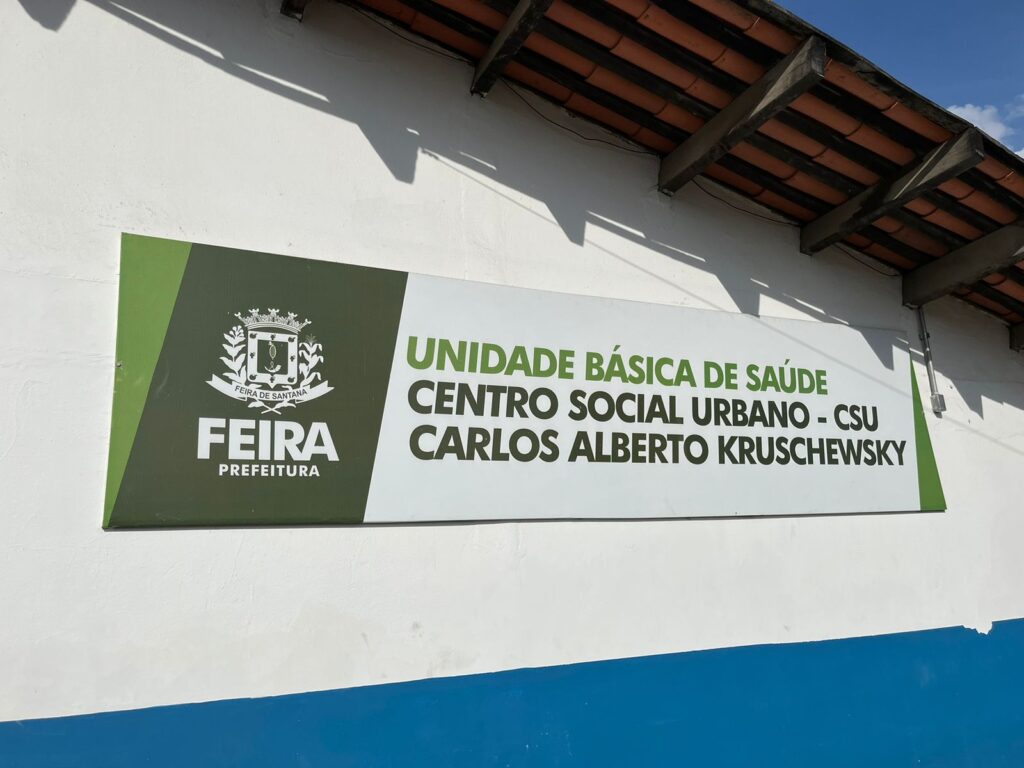 FEIRA DE SANTANA
FEIRA
PREFEITURA
UNIDADE BÁSICA DE SAÚDE
CENTRO SOCIAL URBANO - CSU
CARLOS ALBERTO KRUSCHEWSKY